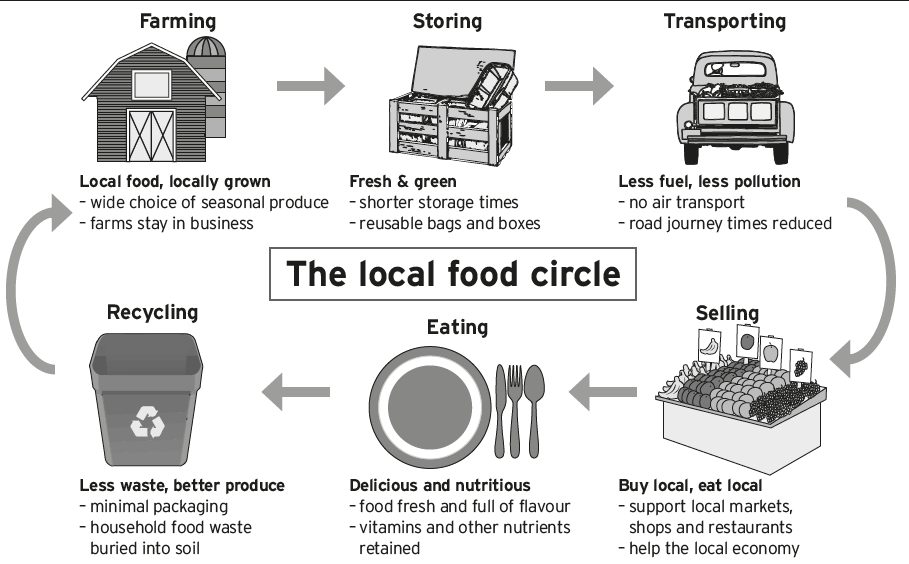 Farming
Local food, locally grown
– wide choice of seasonal produce
– farms stay in business
Storing
Fresh & green
– shorter storage times
– reusable bags and boxes
Transporting
Less fuel, less pollution
– no air transport
– road journey times reduced
The local food circle
Selling
Buy local, eat local
– support local markets,
shops and restaurants
– help the local economy
Eating
Delicious and nutritious
– food fresh and full of flavour
– vitamins and other nutrients
retained
Recycling
Less waste, better produce
– minimal packaging
– household food waste
buried into soil